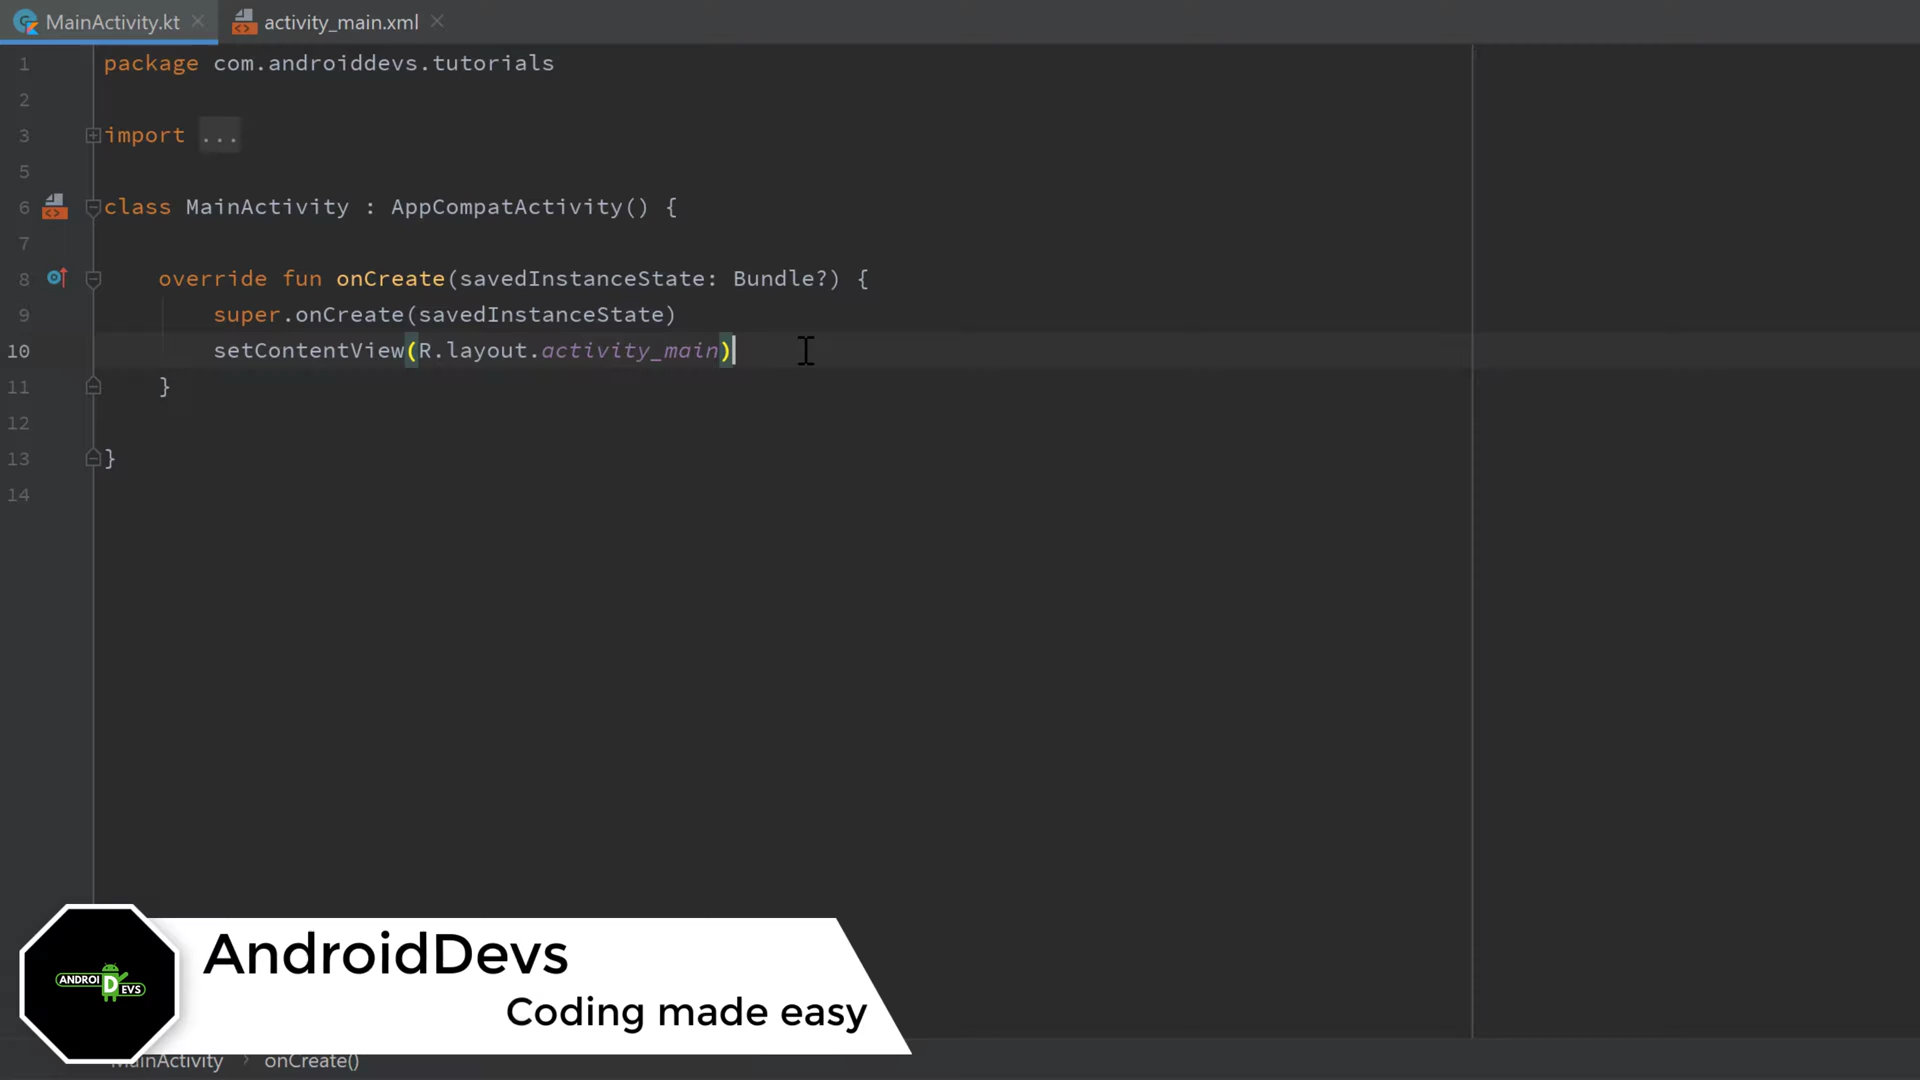 MainActivity.kt
activity_main.xml
1 package com.androiddevs.tutorials
2
3 import ...
5
6 class MainActivity : AppCompatActivity() {
7
8 override fun onCreate(savedInstanceState: Bundle?) {
9 super.onCreate(savedInstanceState)
10 setContentView(R.layout.activity_main)
11 }
12
13 }
14
ANDROI D EVS
AndroidDevs
Coding made easy
MainActivity › onCreate()